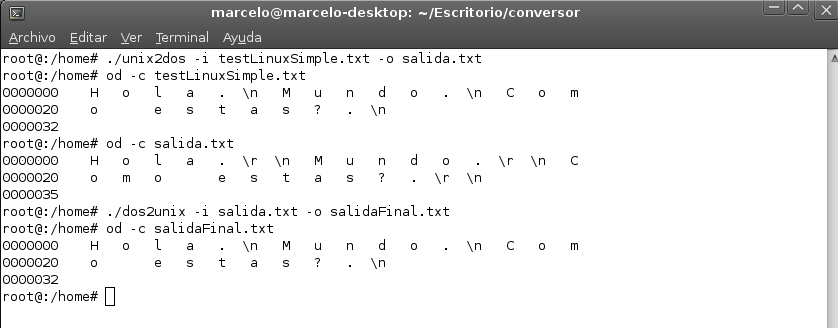 marcelo@marcelo-desktop: ~/Escritorio/conversor
Archivo Editar Ver Terminal Ayuda
root@:/home# ./unix2dos -i testLinuxSimple.txt -o salida.txt
root@:/home# od -c testLinuxSimple.txt
0000000   H   o   l   a   .  \n   M   u   n   d   o   .  \n   C   o   m
0000020   o       e   s   t   a   s   ?   .  \n
0000032
root@:/home# od -c salida.txt
0000000   H   o   l   a   .  \r  \n   M   u   n   d   o   .  \r  \n   C
0000020   o   m   o       e   s   t   a   s   ?   .  \r  \n
0000035
root@:/home# ./dos2unix -i salida.txt -o salidaFinal.txt
root@:/home# od -c salidaFinal.txt
0000000   H   o   l   a   .  \n   M   u   n   d   o   .  \n   C   o   m
0000020   o       e   s   t   a   s   ?   .  \n
0000032
root@:/home#